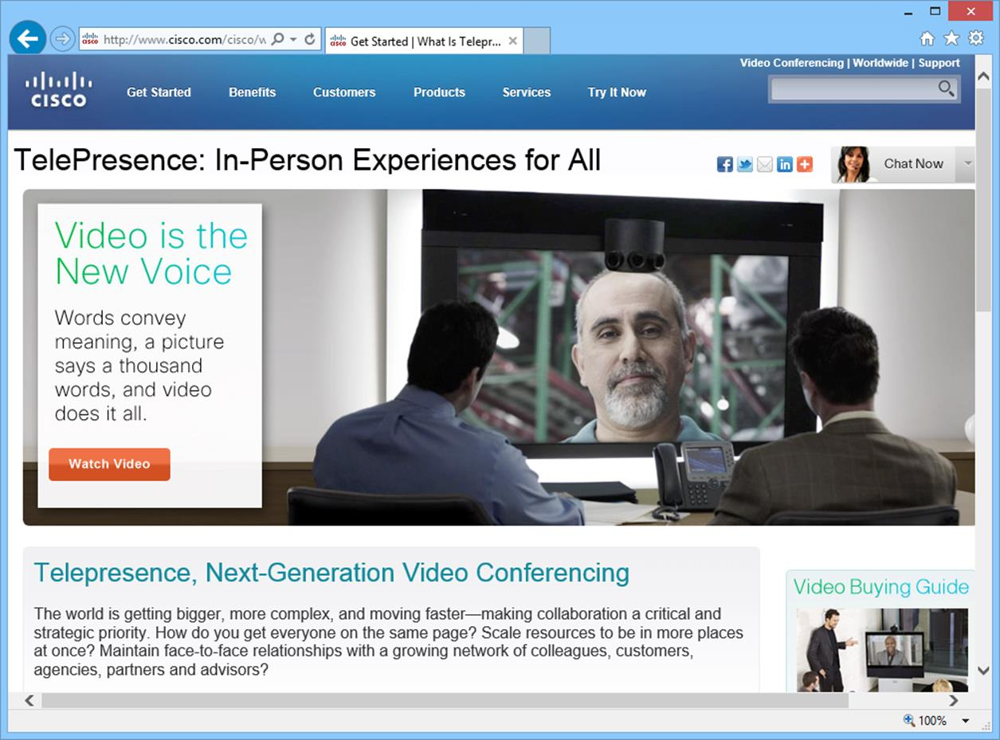 http://www.cisco.com/cisco/w
Get Started | What Is Telepr...
Video Conferencing | Worldwide | Support
CISCO
Get Started
Benefits
Customers
Products
Services
Try It Now
TelePresence: In-Person Experiences for All
Chat Now
Video is the
New Voice
Words convey
meaning, a picture
says a thousand
words, and video
does it all.
Watch Video
Telepresence, Next-Generation Video Conferencing
The world is getting bigger, more complex, and moving faster—making collaboration a critical and
strategic priority. How do you get everyone on the same page? Scale resources to be in more places
at once? Maintain face-to-face relationships with a growing network of colleagues, customers,
agencies, partners and advisors?
Video Buying Guide
100%